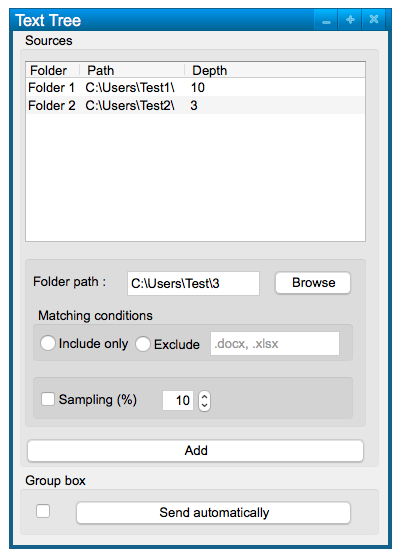 Text Tree
Sources
Folder Path Depth
Folder 1 C:\Users\Test1\ 10
Folder 2 C:\Users\Test2\ 3
Folder path : C:\Users\Test\3 Browse
Matching conditions
Include only Exclude .docx, .xlsx
Sampling (%) 10
Add
Group box
Send automatically